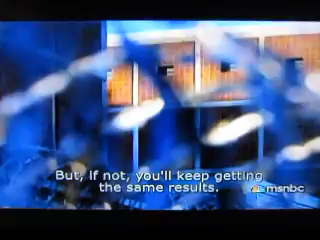 But, if not, you'll keep getting
the same results.
msnbc